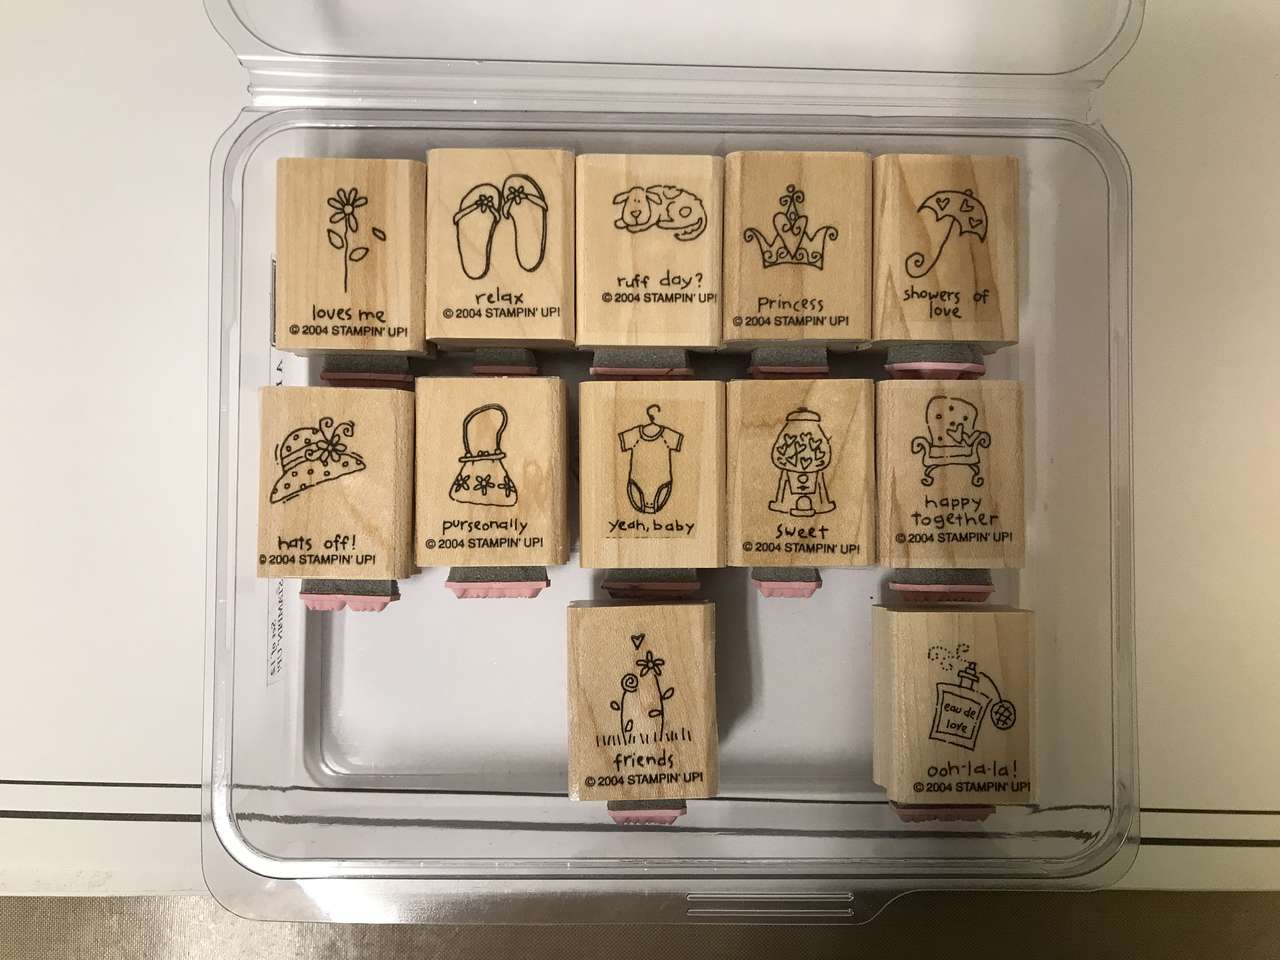 loves me
© 2004 STAMPIN' UP!
relax
© 2004 STAMPIN' UP!
ruff day?
© 2004 STAMPIN' UP!
Princess
© 2004 STAMPIN' UP!
showers of
love
hats off!
© 2004 STAMPIN' UP!
purseonally
© 2004 STAMPIN' UP!
yeah, baby
sweet
© 2004 STAMPIN' UP!
happy
together
© 2004 STAMPIN' UP!
friends
© 2004 STAMPIN' UP!
eau de
love
ooh-la-la!
© 2004 STAMPIN' UP!